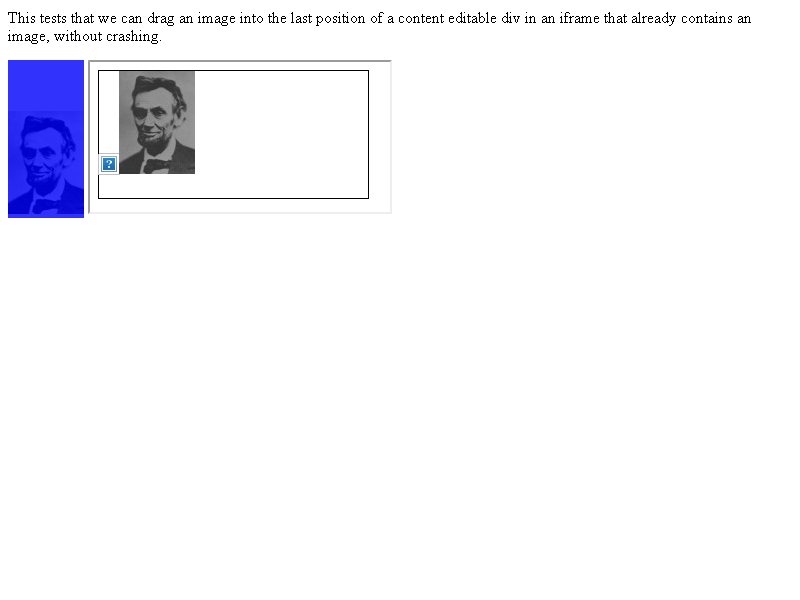 This tests that we can drag an image into the last position of a content editable div in an iframe that already contains an
image, without crashing.
?